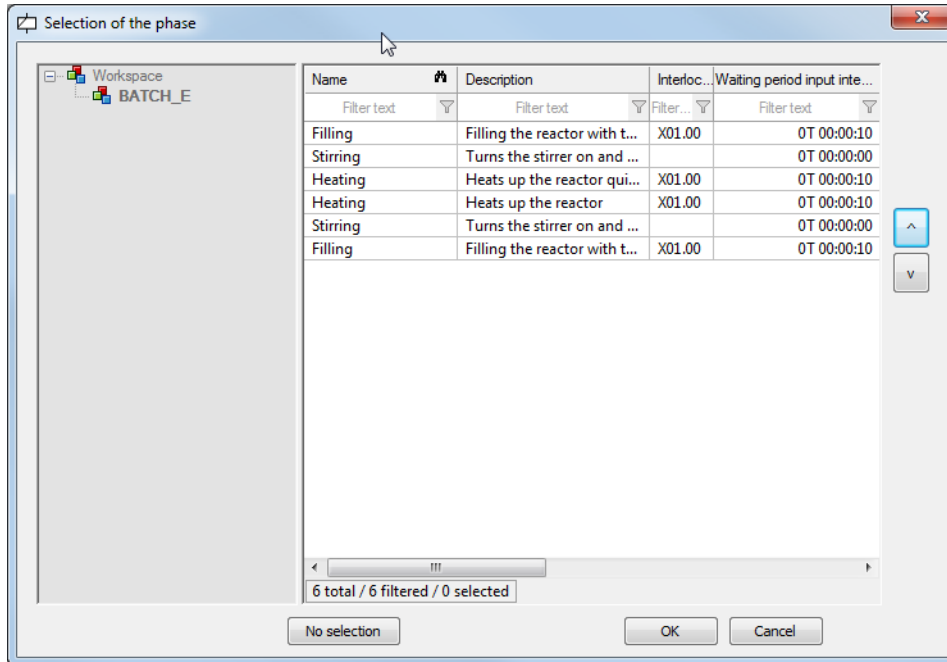 Selection of the phase
Workspace
BATCH_E
Name Description Interloc... Waiting period input inte...
Filter text Filter text Filter... Filter text
Filling Filling the reactor with t... X01.00 0T 00:00:10
Stirring Turns the stirrer on and ... 0T 00:00:00
Heating Heats up the reactor qui... X01.00 0T 00:00:10
Heating Heats up the reactor X01.00 0T 00:00:10
Stirring Turns the stirrer on and ... 0T 00:00:00
Filling Filling the reactor with t... X01.00 0T 00:00:10
^
v
6 total / 6 filtered / 0 selected
No selection OK Cancel